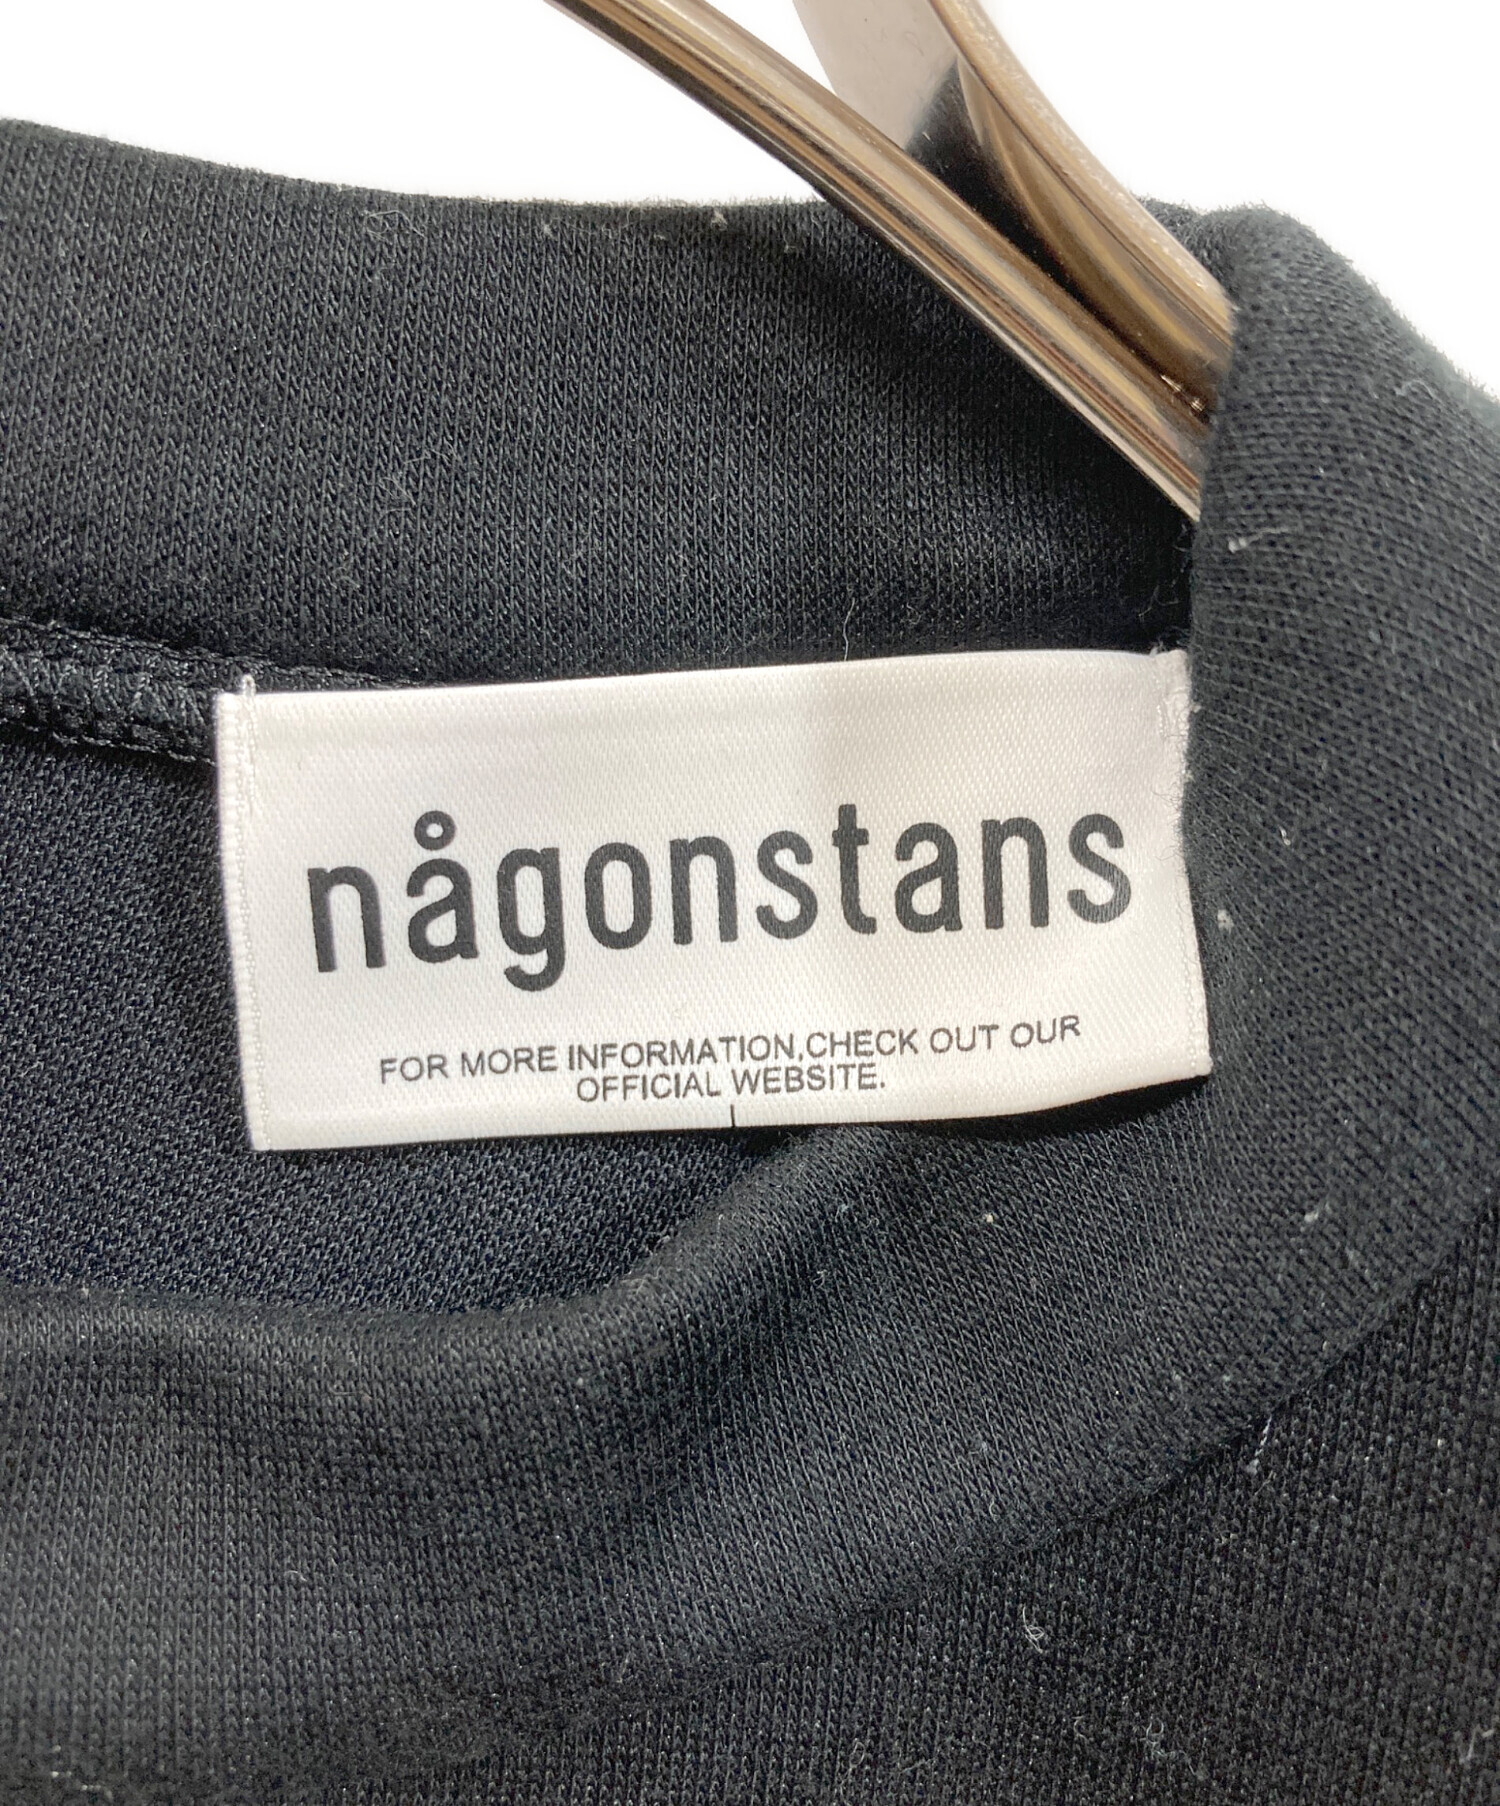 någonstans
FOR MORE INFORMATION,CHECK OUT OUR
OFFICIAL WEBSITE.